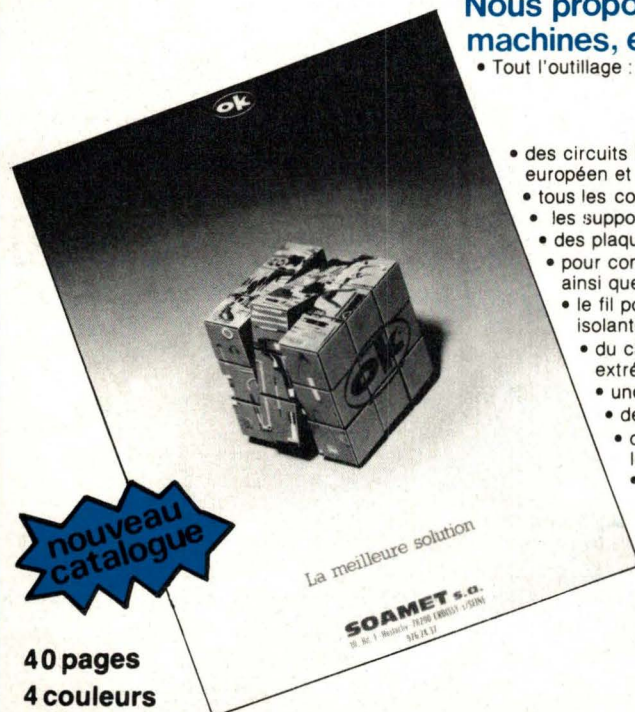 Nous propo
machines, e
• Tout l'outillage :
• des circuits
européen et
• tous les co
• les suppo
• des plaqu
• pour con
ainsi que
• le fil po
isolant
• du c
extré
• une
• de
•
l
•
ok
ok
La meilleure solution
SOAMET s.a.
nouveau
catalogue
40 pages
4 couleurs